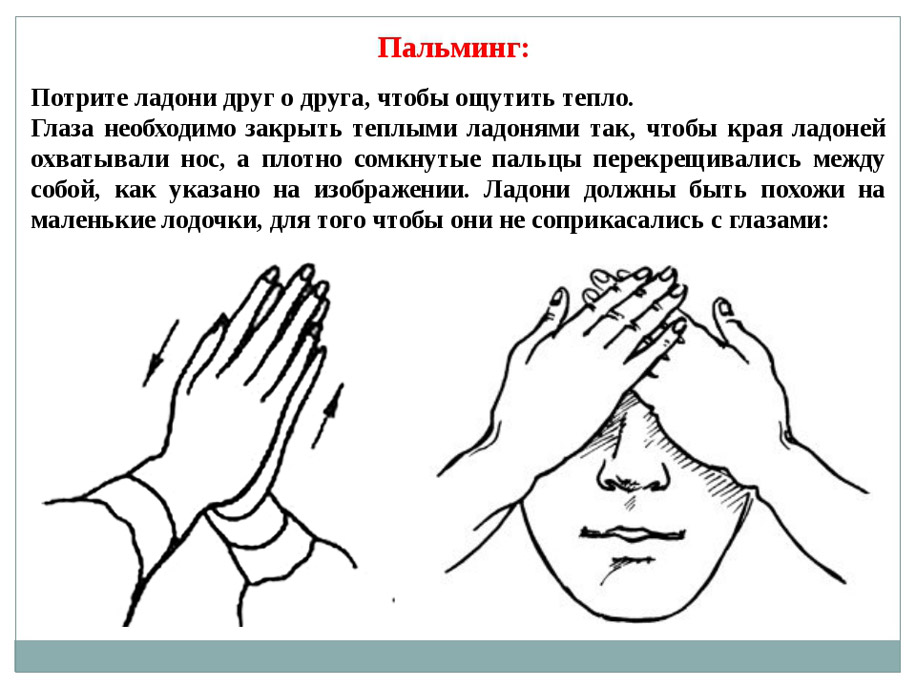 Пальминг:
Потрите ладони друг о друга, чтобы ощутить тепло.
Глаза необходимо закрыть теплыми ладонями так, чтобы края ладоней
охватывали нос, а плотно сомкнутые пальцы перекрещивались между
собой, как указано на изображении. Ладони должны быть похожи на
маленькие лодочки, для того чтобы они не соприкасались с глазами: